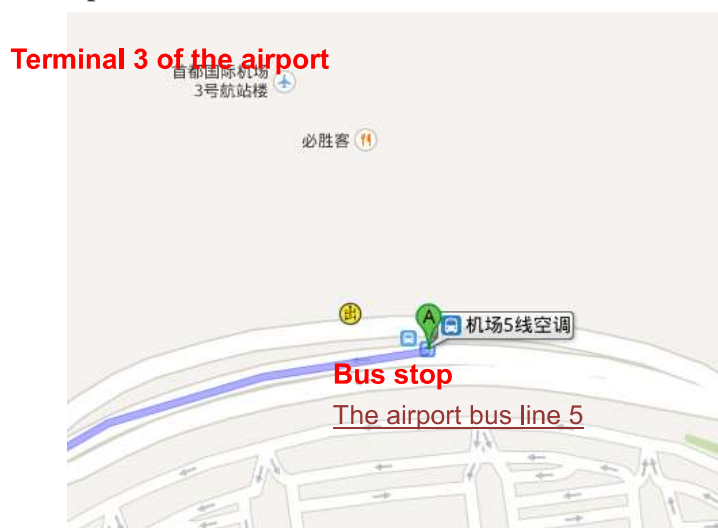 Terminal 3 of the airport
首都国际机场
3号航站楼
必胜客
出
A
机场5线空调
Bus stop
The airport bus line 5